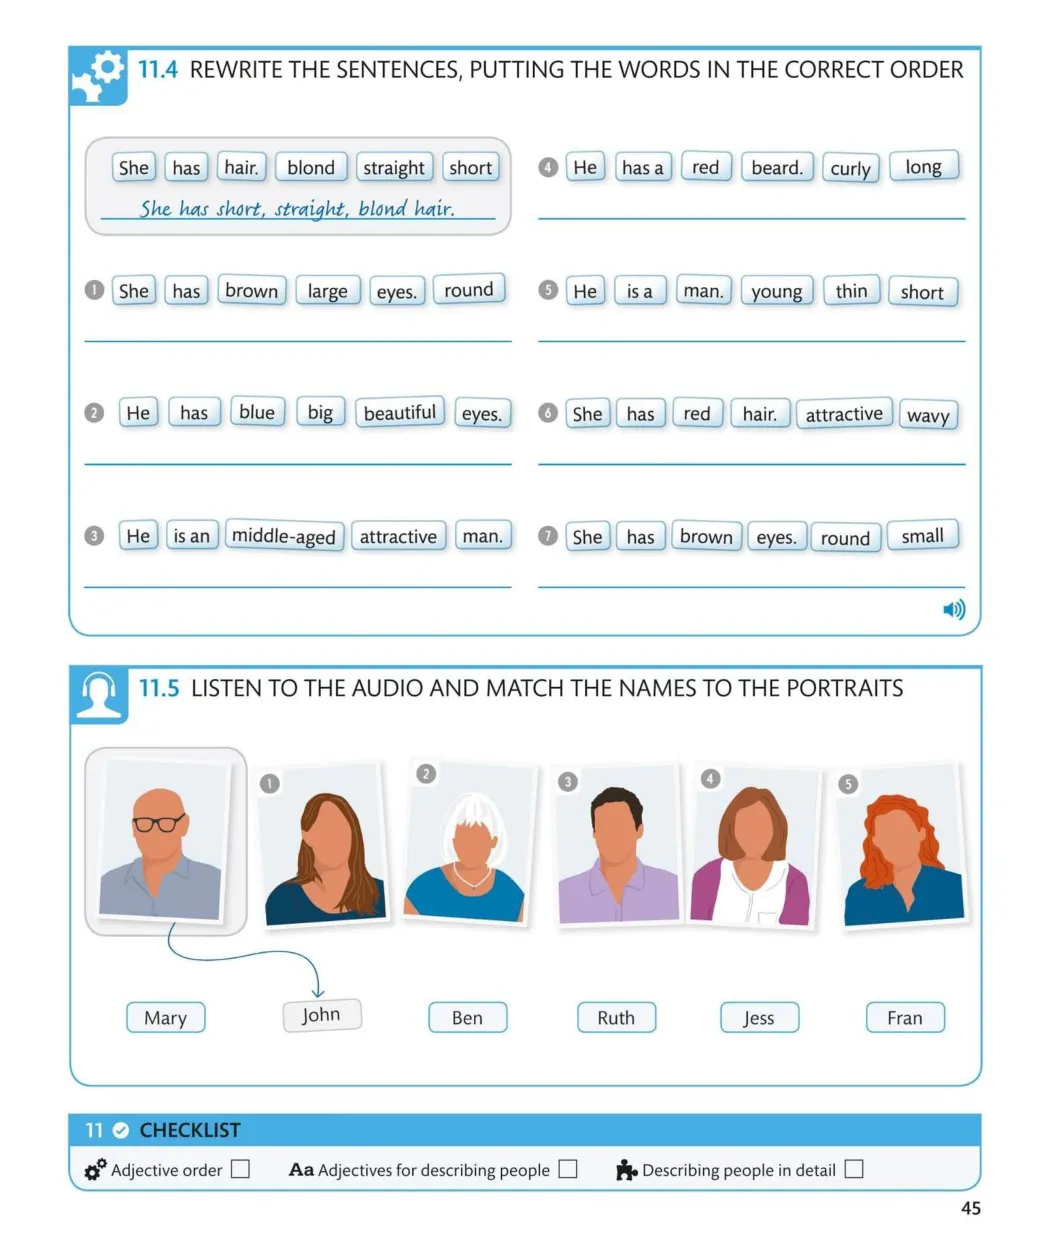 11.4 REWRITE THE SENTENCES, PUTTING THE WORDS IN THE CORRECT ORDER
She has hair. blond straight short
She has short, straight, blond hair.
1 She has brown large eyes. round
2 He has blue big beautiful eyes.
3 He is an middle-aged attractive man.
4 He has a red beard. curly long
5 He is a man. young thin short
6 She has red hair. attractive wavy
7 She has brown eyes. round small
11.5 LISTEN TO THE AUDIO AND MATCH THE NAMES TO THE PORTRAITS
1 2 3 4 5
Mary John Ben Ruth Jess Fran
11 CHECKLIST
Adjective order Aa Adjectives for describing people Describing people in detail
45